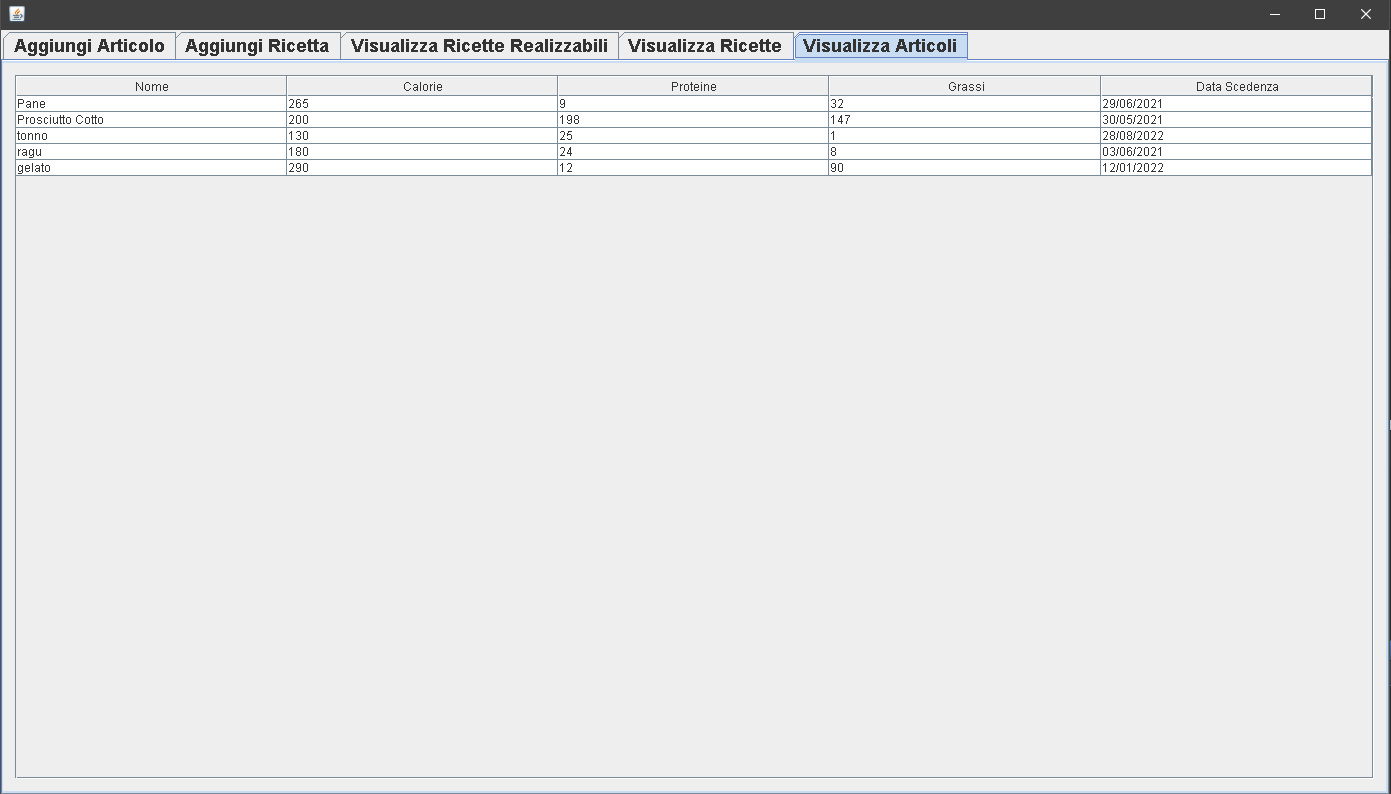 Aggiungi Articolo Aggiungi Ricetta Visualizza Ricette Realizzabili Visualizza Ricette Visualizza Articoli
Nome Calorie Proteine Grassi Data Scedenza
Pane 265 9 32 29/06/2021
Prosciutto Cotto 200 198 147 30/05/2021
tonno 130 25 1 28/08/2022
ragu 180 24 8 03/06/2021
gelato 290 12 90 12/01/2022